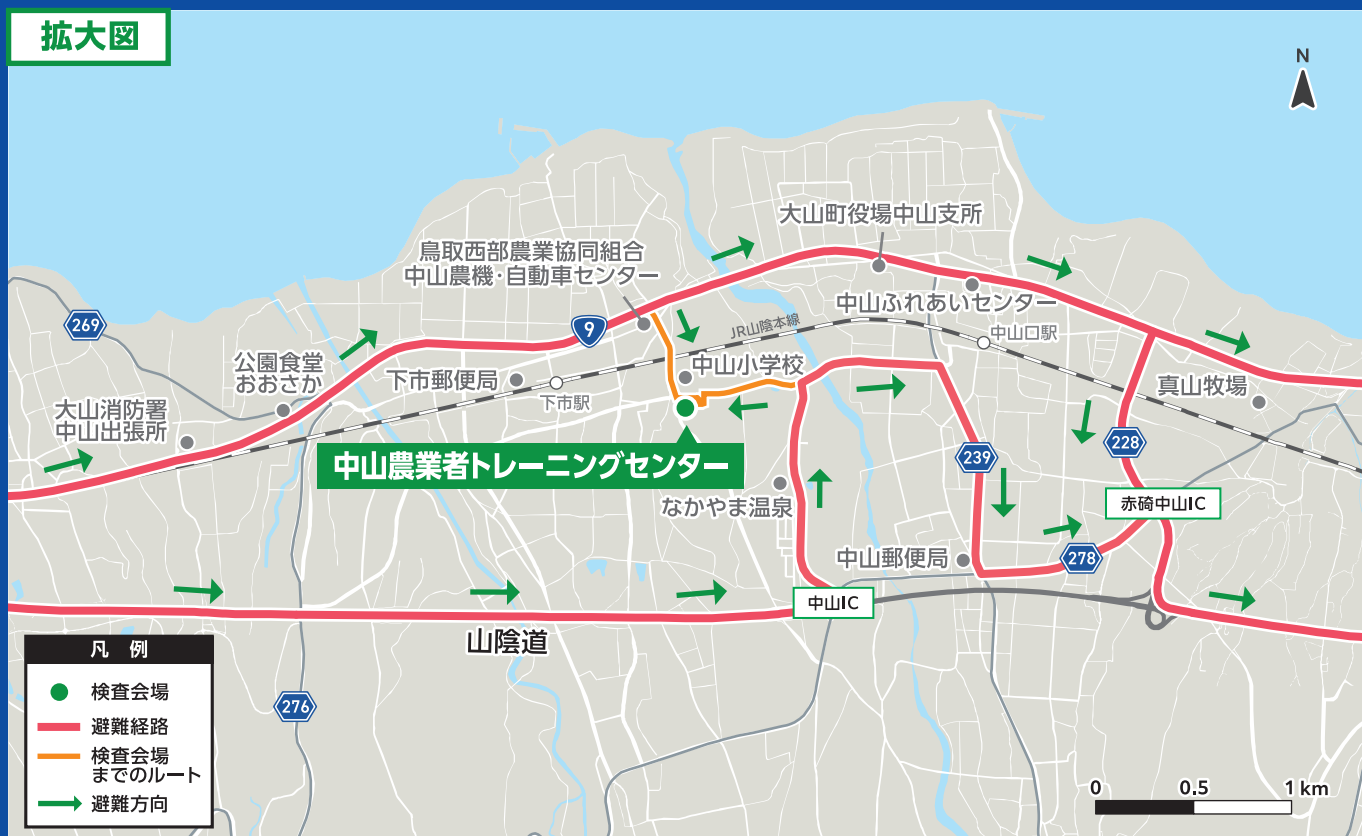 拡大図
N
大山町役場中山支所
鳥取西部農業協同組合
中山農機・自動車センター
中山ふれあいセンター
269
9
JR山陰本線
中山口駅
公園食堂
おおさか
下市郵便局
下市駅
中山小学校
真山牧場
大山消防署
中山出張所
228
239
中山農業者トレーニングセンター
なかやま温泉
赤碕中山IC
中山郵便局
278
中山IC
山陰道
276
凡 例
検査会場
避難経路
検査会場
までのルート
避難方向
0 0.5 1 km